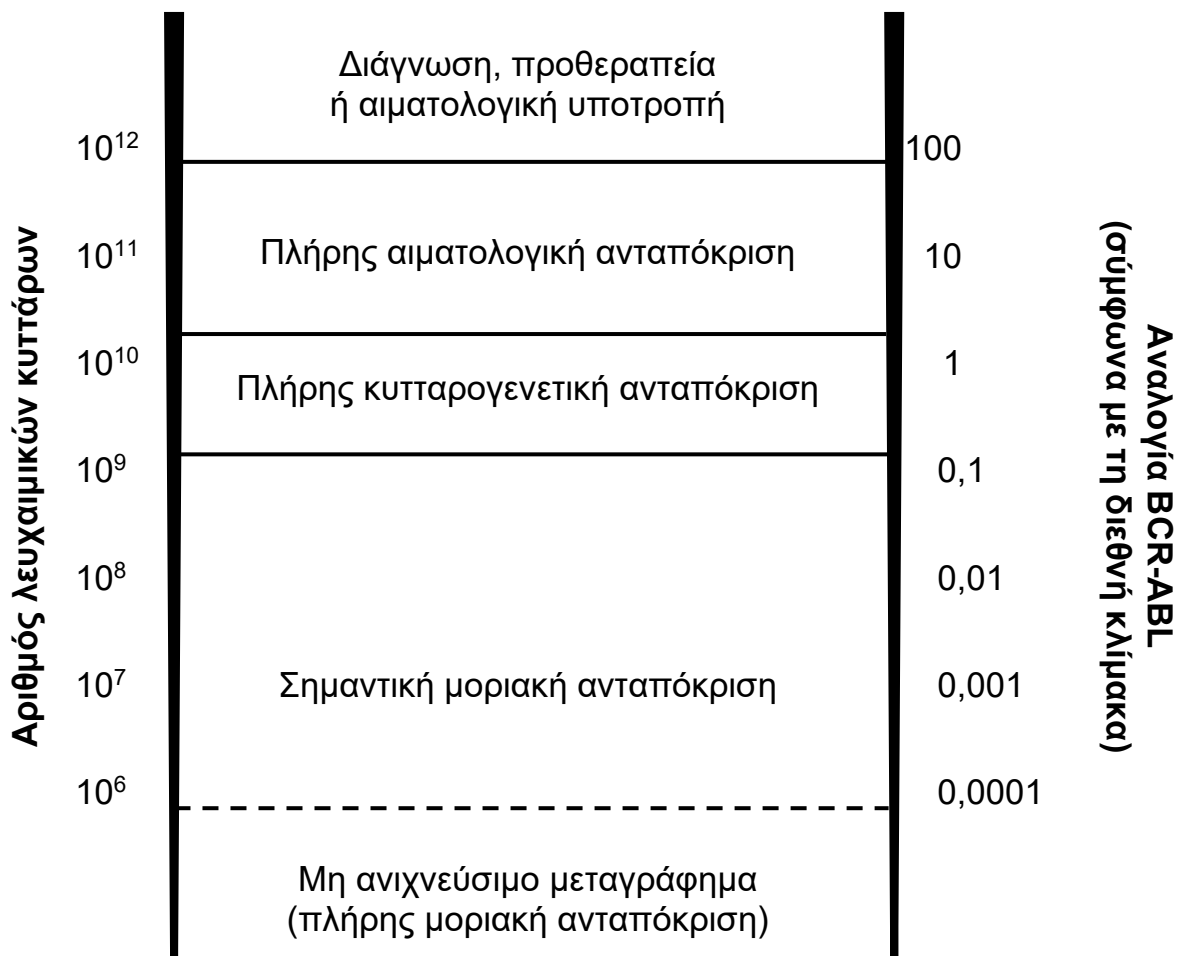 Διάγνωση, προθεραπεία
ή αιματολογική υποτροπή
10¹² 100
Πλήρης αιματολογική ανταπόκριση
10¹¹ 10
10¹⁰ 1
Πλήρης κυτταρογενετική ανταπόκριση
10⁹ 0,1
10⁸ 0,01
10⁷ 0,001
Σημαντική μοριακή ανταπόκριση
10⁶ 0,0001
Μη ανιχνεύσιμο μεταγράφημα
(πλήρης μοριακή ανταπόκριση)
Αριθμός λευχαιμικών κυττάρων
Αναλογία BCR-ABL
(σύμφωνα με τη διεθνή κλίμακα)